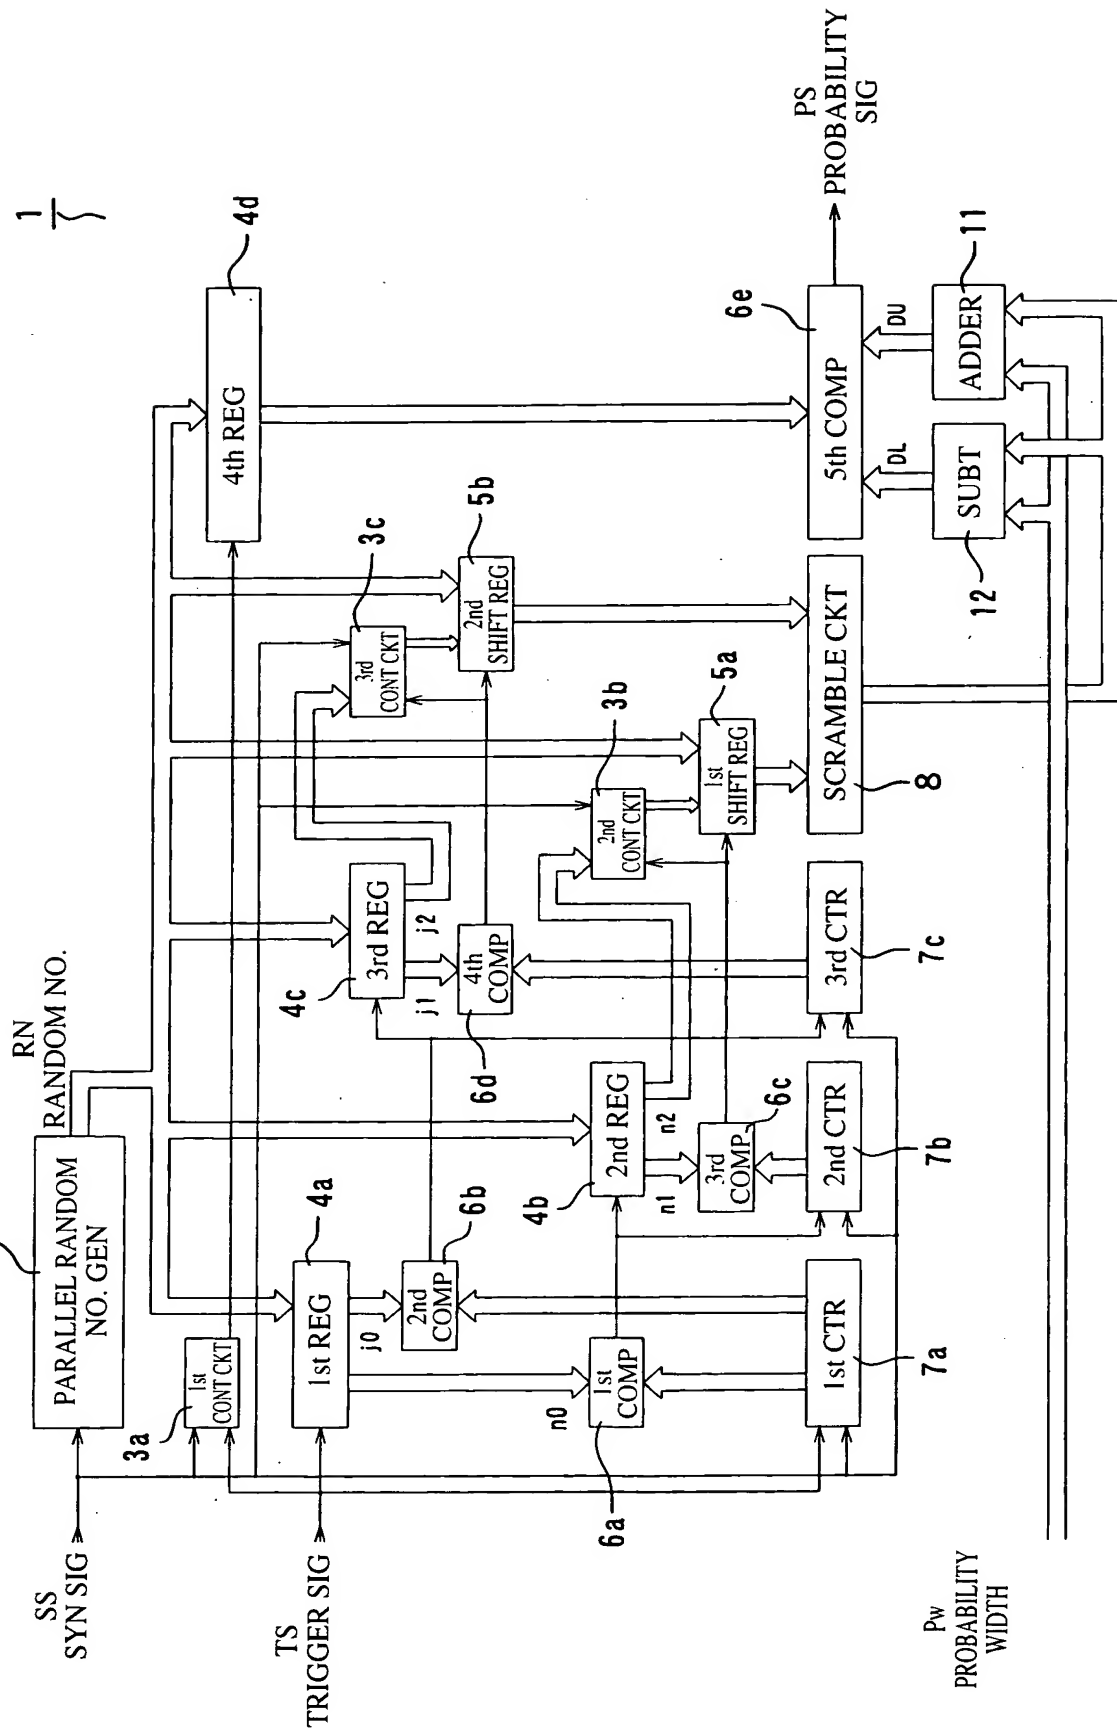 1
SS
SYN SIG
TS
TRIGGER SIG
PARALLEL RANDOM
NO. GEN
RN
RANDOM NO.
1st
CONT CKT
3a
1st REG
4a
j0
2nd
COMP
6b
n0
1st
COMP
6a
1st CTR
7a
2nd REG
4b
n1
n2
3rd
COMP
6c
2nd CTR
7b
3rd REG
4c
j1
j2
4th
COMP
6d
3rd CTR
7c
2nd
CONT CKT
3b
1st
SHIFT REG
5a
3rd
CONT CKT
3c
2nd
SHIFT REG
5b
SCRAMBLE CKT
8
4th REG
4d
5th COMP
6e
PS
PROBABILITY
SIG
DL
DU
SUBT
12
ADDER
11
Pw
PROBABILITY
WIDTH